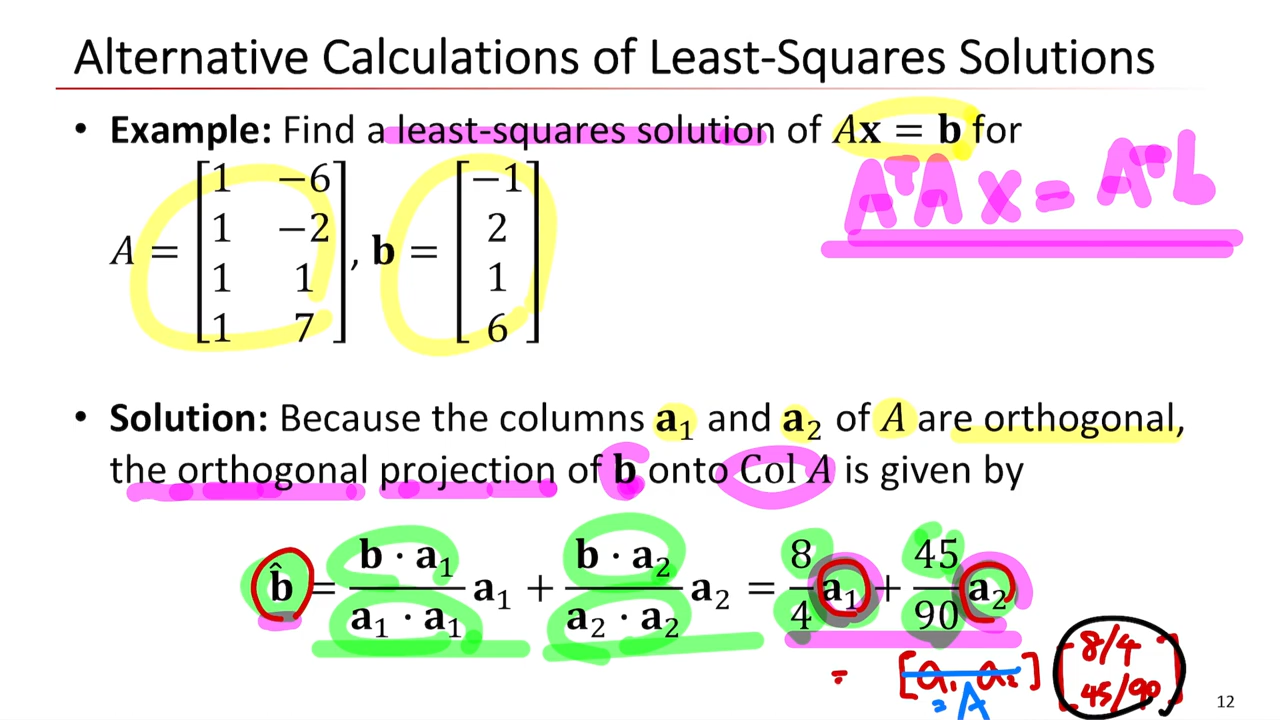 Alternative Calculations of Least-Squares Solutions
• Example: Find a least-squares solution of Ax = b for
AᵀA x = Aᵀb
A = [1 −6; 1 −2; 1 1; 1 7], b = [−1; 2; 1; 6]
• Solution: Because the columns a₁ and a₂ of A are orthogonal,
the orthogonal projection of b onto Col A is given by
b̂ = (b · a₁)/(a₁ · a₁) a₁ + (b · a₂)/(a₂ · a₂) a₂ = 8/4 a₁ + 45/90 a₂
= [a₁ a₂] [8/4; 45/90]
= A
12